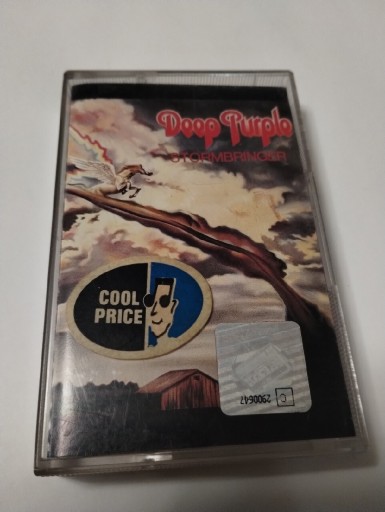 Deep Purple
STORMBRINGER
COOL
PRICE
C 2900647